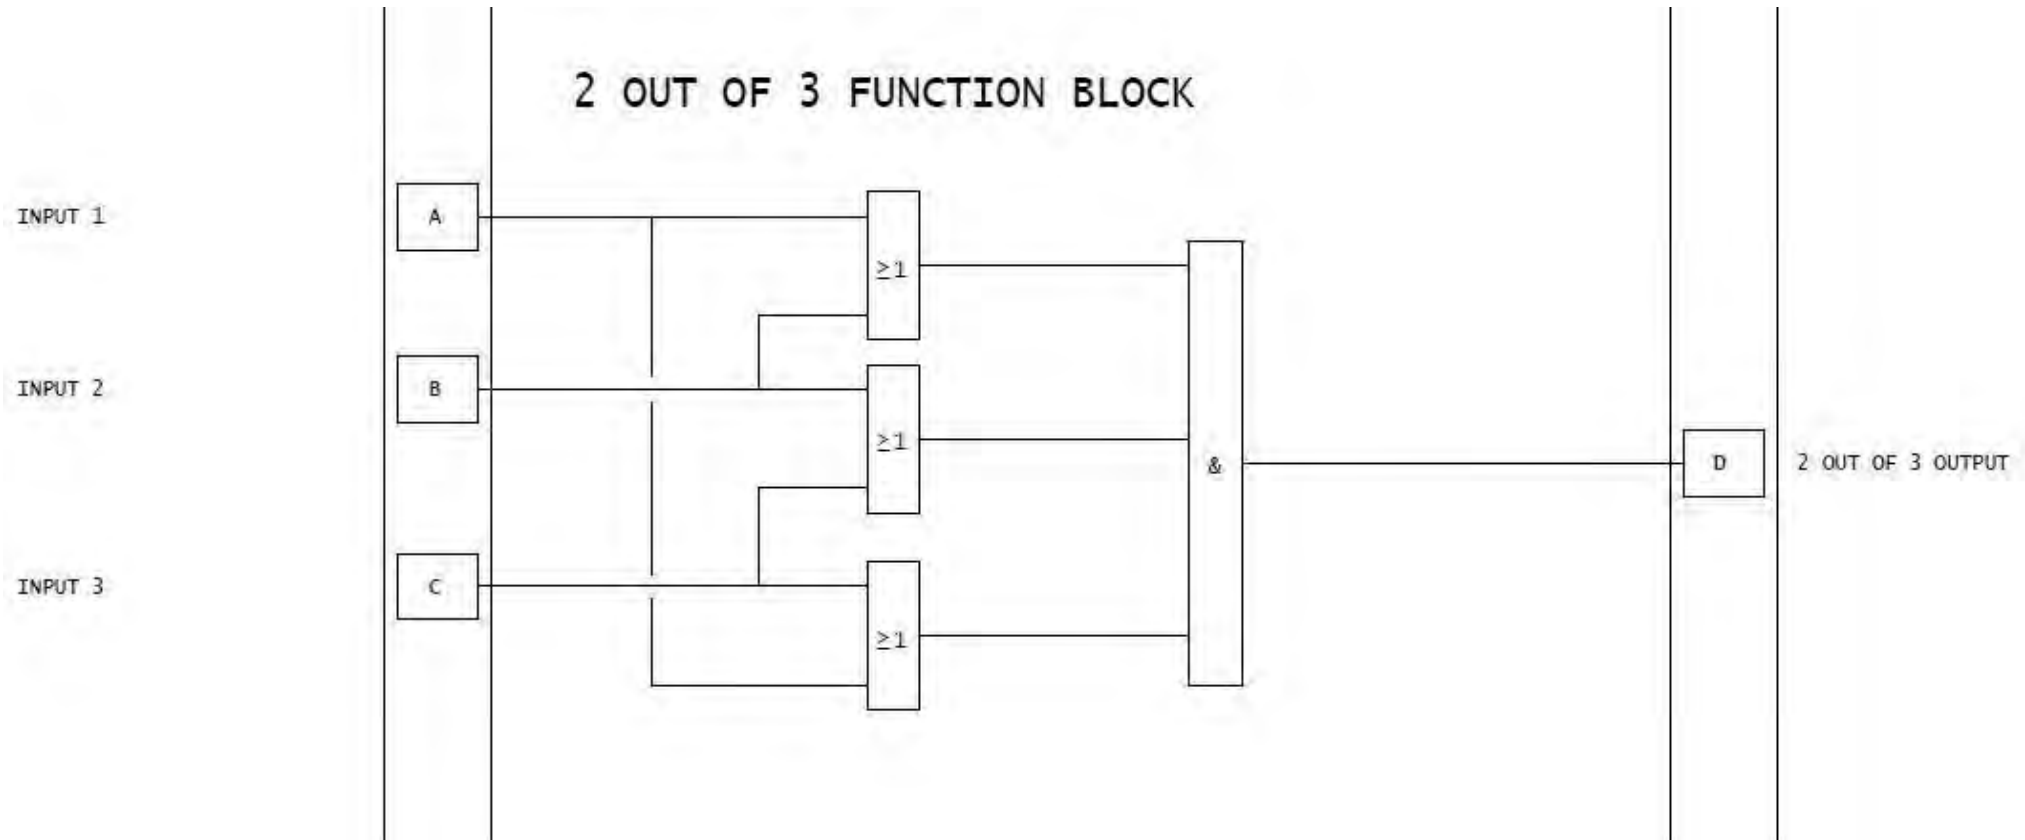 2 OUT OF 3 FUNCTION BLOCK
INPUT 1
A
≥1
INPUT 2
B
≥1
&
D
2 OUT OF 3 OUTPUT
INPUT 3
C
≥1